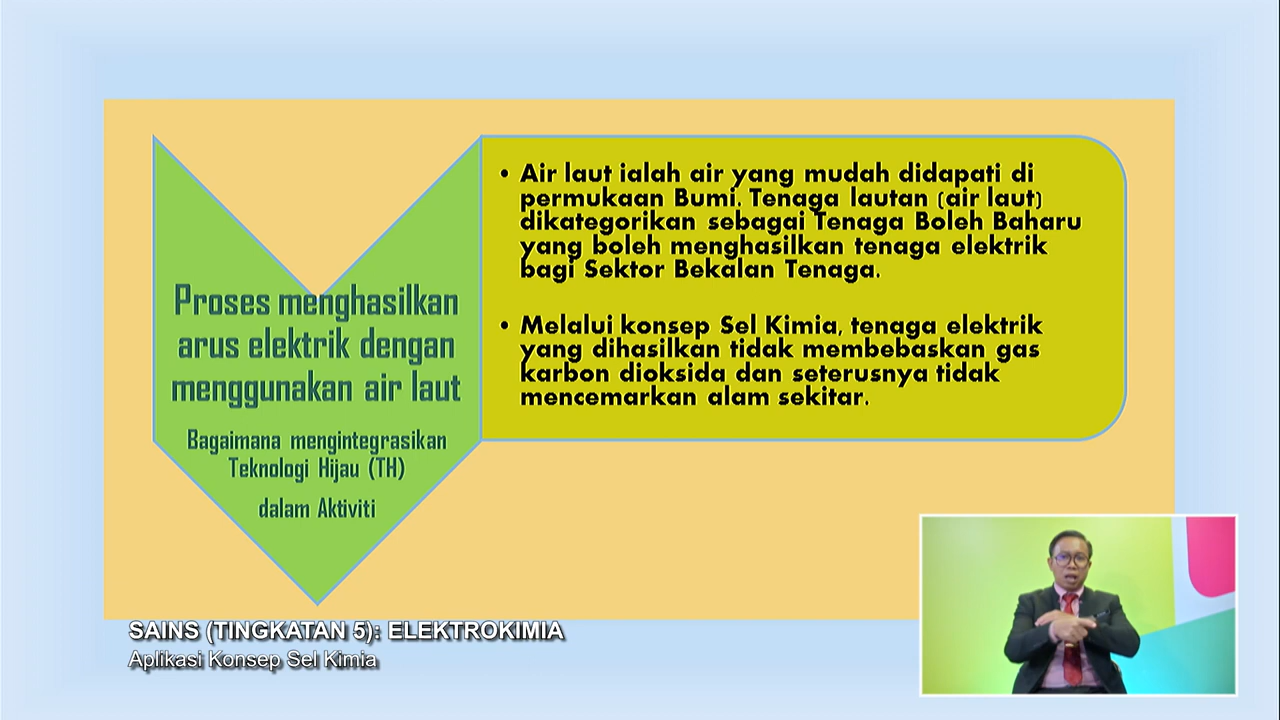 Proses menghasilkan
arus elektrik dengan
menggunakan air laut
Bagaimana mengintegrasikan
Teknologi Hijau (TH)
dalam Aktiviti
• Air laut ialah air yang mudah didapati di
permukaan Bumi. Tenaga lautan (air laut)
dikategorikan sebagai Tenaga Boleh Baharu
yang boleh menghasilkan tenaga elektrik
bagi Sektor Bekalan Tenaga.
• Melalui konsep Sel Kimia, tenaga elektrik
yang dihasilkan tidak membebaskan gas
karbon dioksida dan seterusnya tidak
mencemarkan alam sekitar.
SAINS (TINGKATAN 5): ELEKTROKIMIA
Aplikasi Konsep Sel Kimia